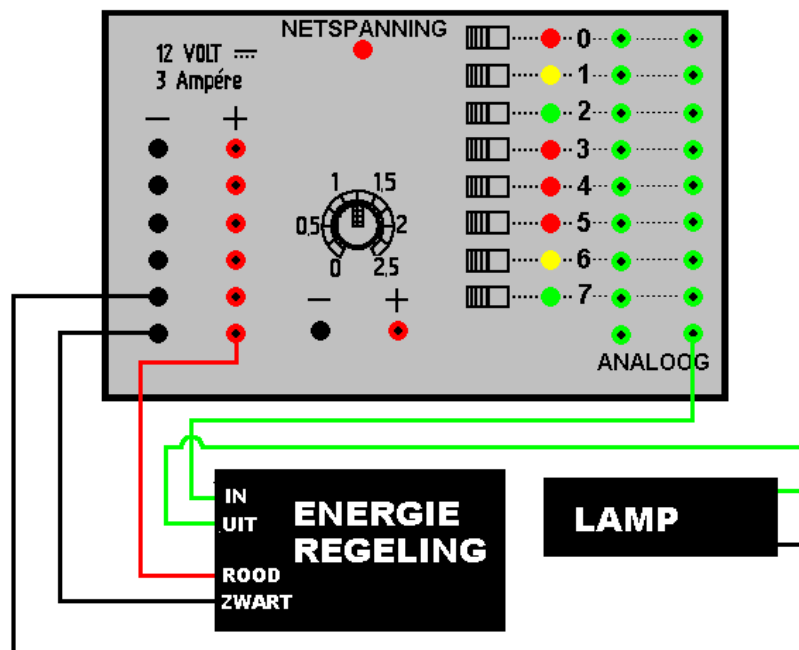 NETSPANNING
12 VOLT
3 Ampére
− +
0
1
2
3
4
5
6
7
1 1,5
0,5 2
0 2,5
− +
ANALOOG
IN
UIT
ENERGIE
REGELING
ROOD
ZWART
LAMP